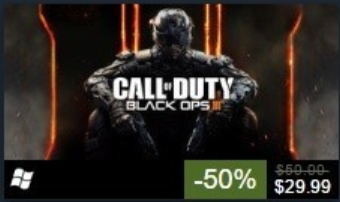 CALL OF DUTY
BLACK OPS III
-50%
$59.99
$29.99